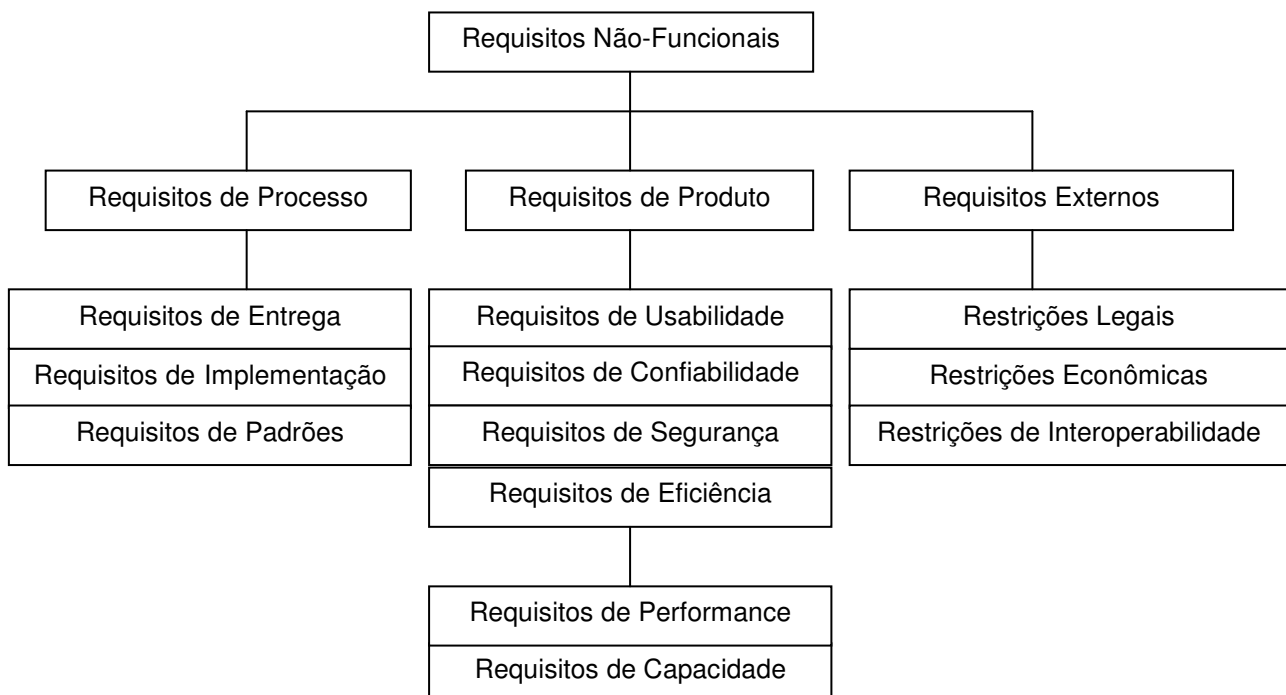 Requisitos Não-Funcionais
Requisitos de Processo
Requisitos de Produto
Requisitos Externos
Requisitos de Entrega
Requisitos de Implementação
Requisitos de Padrões
Requisitos de Usabilidade
Requisitos de Confiabilidade
Requisitos de Segurança
Requisitos de Eficiência
Restrições Legais
Restrições Econômicas
Restrições de Interoperabilidade
Requisitos de Performance
Requisitos de Capacidade